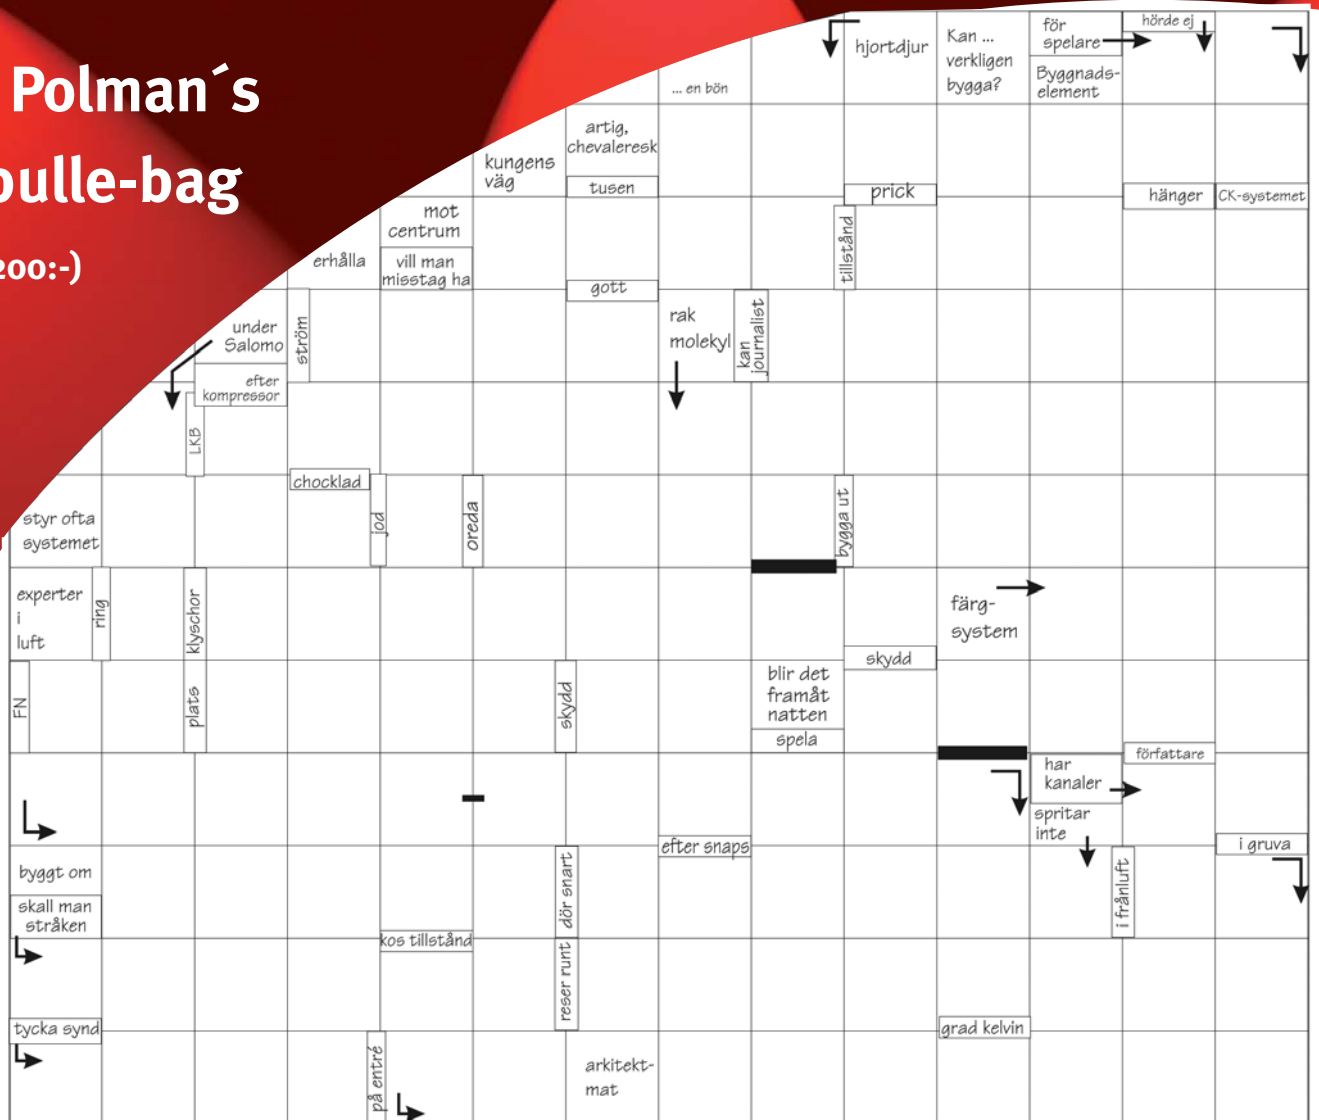 Polman´s
bulle-bag
200:-)
hjortdjur
Kan ...
verkligen
bygga?
för
spelare
Byggnads-
element
hörde ej
... en bön
artig,
chevaleresk
tusen
kungens
väg
prick
hänger
CK-systemet
mot
centrum
vill man
misstag ha
erhålla
tillstånd
gott
under
Salomo
efter
kompressor
ström
rak
molekyl
kan
journalist
LKB
chocklad
styr ofta
systemet
jod
oreda
bygga ut
experter
i
luft
ring
klyschor
färg-
system
skydd
FN
plats
skydd
blir det
framåt
natten
spela
författare
har
kanaler
spritar
inte
efter snaps
i gruva
byggt om
skall man
stråken
dör snart
i frånluft
kos tillstånd
reser runt
tycka synd
grad kelvin
på entré
arkitekt-
mat